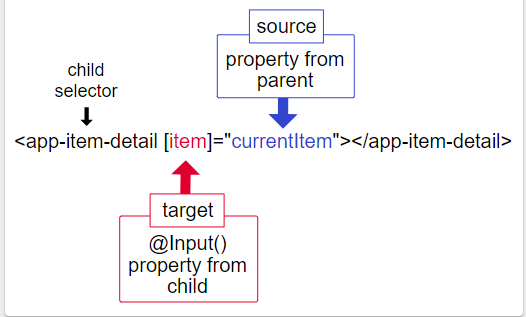 source
property from
parent
child
selector
<app-item-detail [item]="currentItem"></app-item-detail>
target
@Input()
property from
child